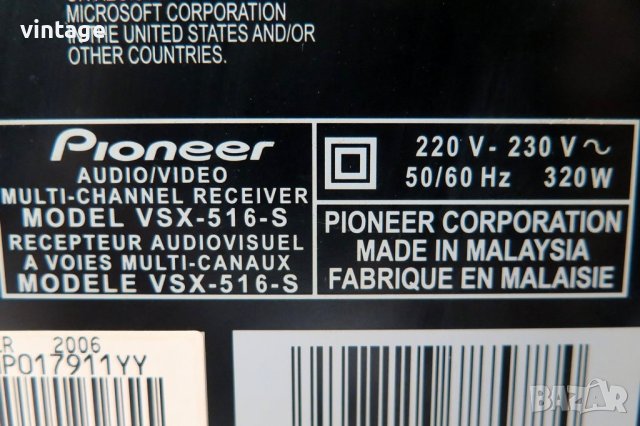 vintage
MICROSOFT CORPORATION
IN THE UNITED STATES AND/OR
OTHER COUNTRIES.
Pioneer
AUDIO/VIDEO
MULTI-CHANNEL RECEIVER
MODEL VSX-516-S
RECEPTEUR AUDIOVISUEL
A VOIES MULTI-CANAUX
MODELE VSX-516-S
220 V - 230 V ~
50/60 Hz 320W
PIONEER CORPORATION
MADE IN MALAYSIA
FABRIQUE EN MALAISIE
2006
P017911YY
BAZAR